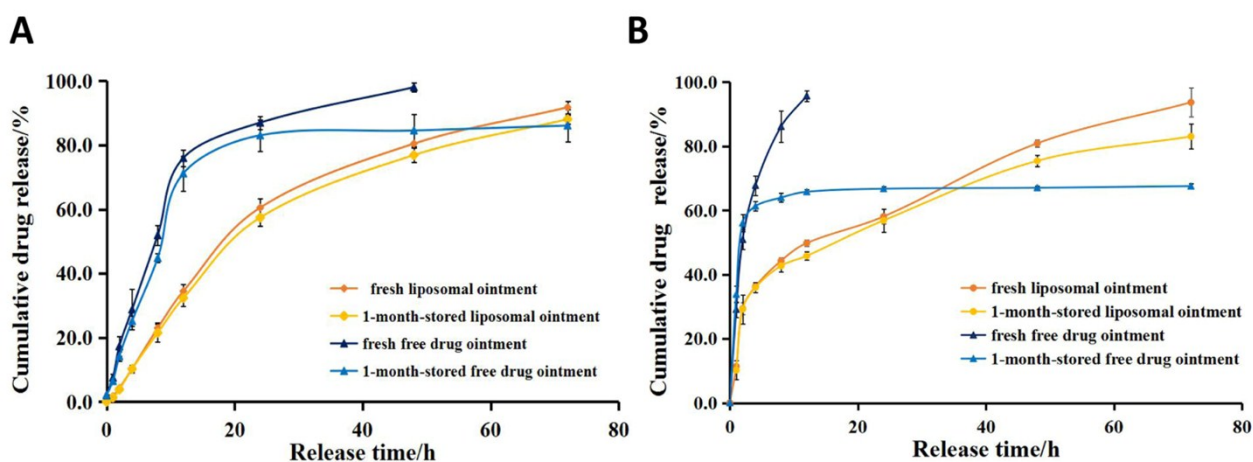 A
Cumulative drug release/%
100.0
80.0
60.0
40.0
20.0
0.0
fresh liposomal ointment
1-month-stored liposomal ointment
fresh free drug ointment
1-month-stored free drug ointment
0 20 40 60 80
Release time/h
B
Cumulative drug release/%
100.0
80.0
60.0
40.0
20.0
0.0
fresh liposomal ointment
1-month-stored liposomal ointment
fresh free drug ointment
1-month-stored free drug ointment
0 20 40 60 80
Release time/h